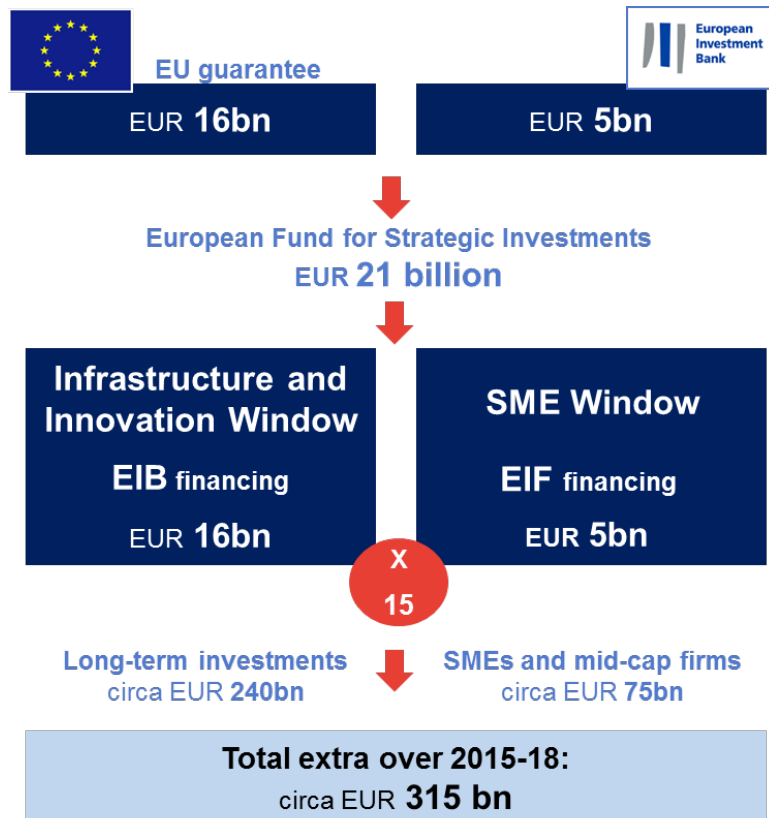 European
Investment
Bank
EU guarantee
EUR 16bn
EUR 5bn
European Fund for Strategic Investments
EUR 21 billion
Infrastructure and
Innovation Window
EIB financing
EUR 16bn
SME Window
EIF financing
EUR 5bn
X
15
Long-term investments
circa EUR 240bn
SMEs and mid-cap firms
circa EUR 75bn
Total extra over 2015-18:
circa EUR 315 bn